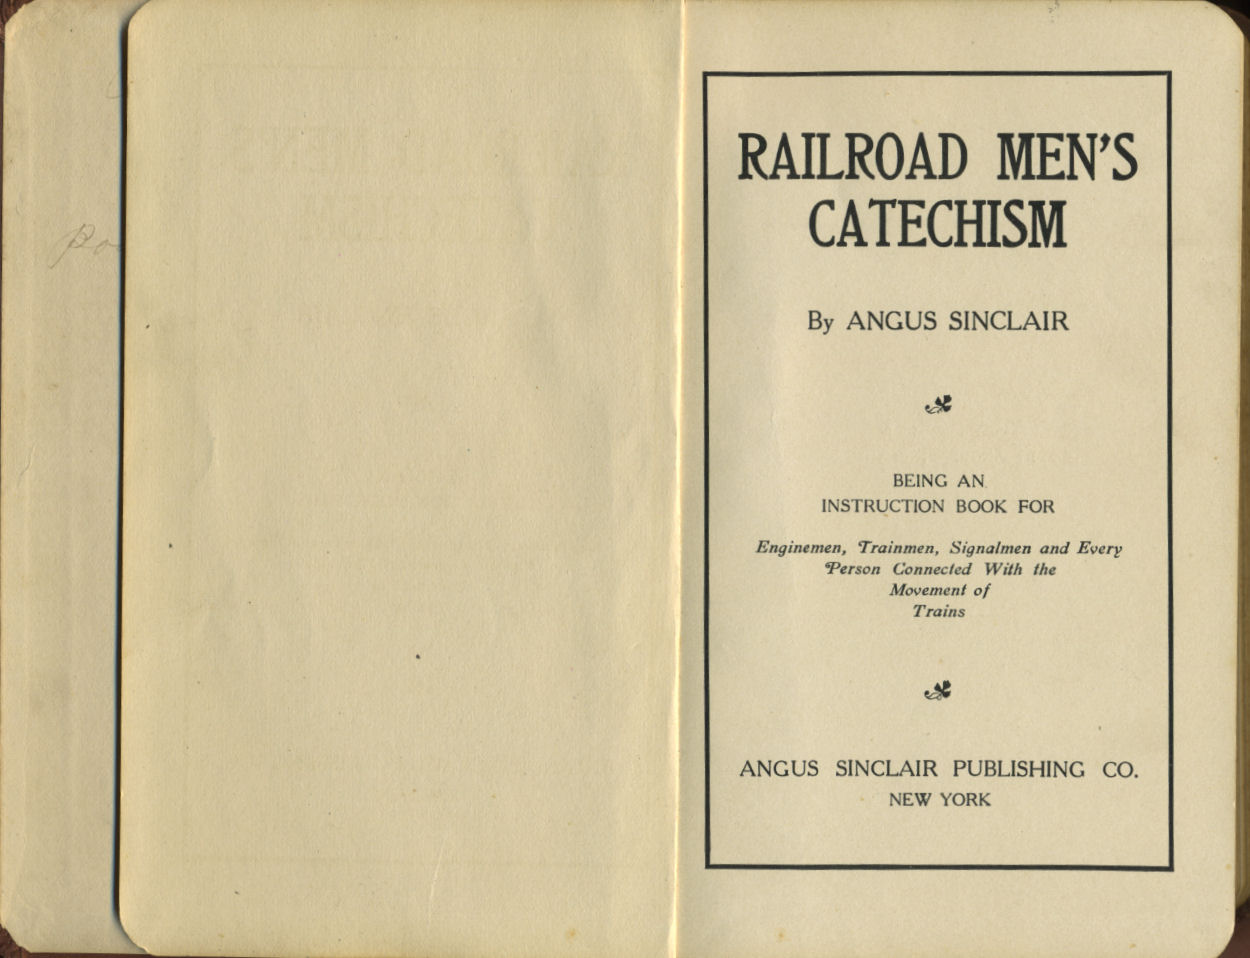 RAILROAD MEN'S
CATECHISM
By ANGUS SINCLAIR
BEING AN
INSTRUCTION BOOK FOR
Enginemen, Trainmen, Signalmen and Every
Person Connected With the
Movement of
Trains
ANGUS SINCLAIR PUBLISHING CO.
NEW YORK